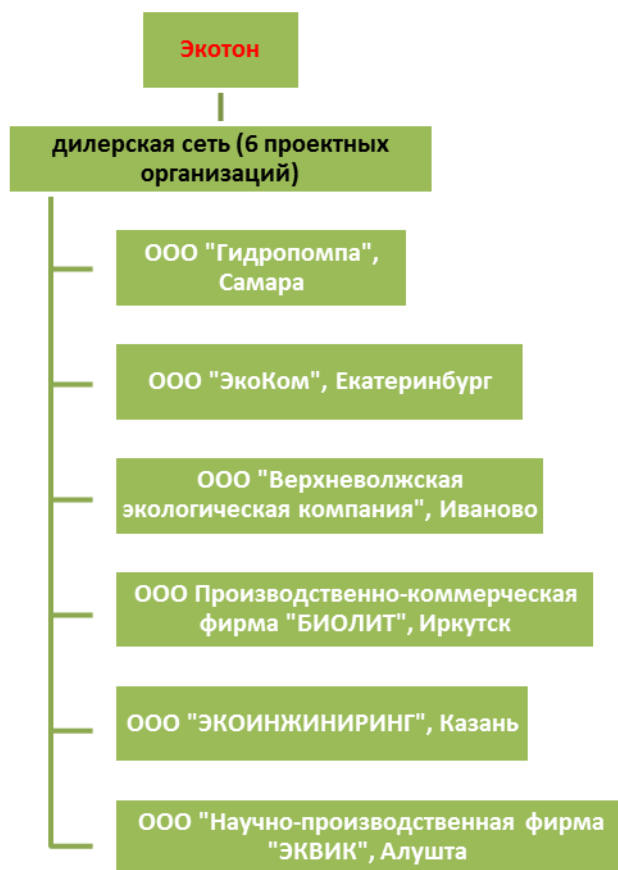 Экотон
дилерская сеть (6 проектных
организаций)
ООО "Гидропомпа",
Самара
ООО "ЭкоКом", Екатеринбург
ООО "Верхневолжская
экологическая компания", Иваново
ООО Производственно-коммерческая
фирма "БИОЛИТ", Иркутск
ООО "ЭКОИНЖИНИРИНГ", Казань
ООО "Научно-производственная фирма
"ЭКВИК", Алушта